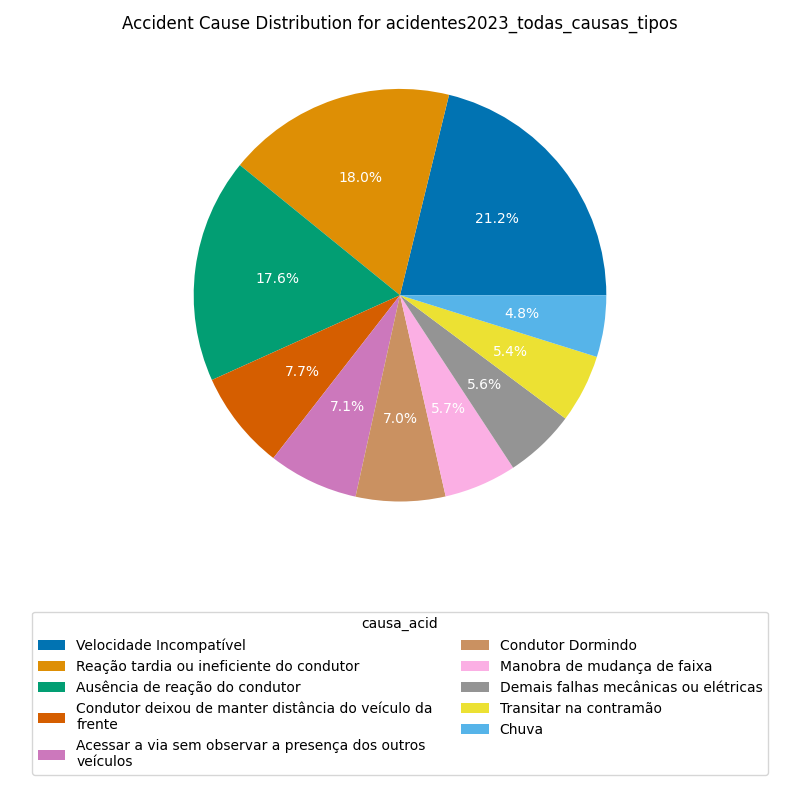 Accident Cause Distribution for acidentes2023_todas_causas_tipos
18.0%
21.2%
17.6%
4.8%
5.4%
7.7%
5.6%
7.1%
5.7%
7.0%
causa_acid
Velocidade Incompatível
Reação tardia ou ineficiente do condutor
Ausência de reação do condutor
Condutor deixou de manter distância do veículo da
frente
Acessar a via sem observar a presença dos outros
veículos
Condutor Dormindo
Manobra de mudança de faixa
Demais falhas mecânicas ou elétricas
Transitar na contramão
Chuva